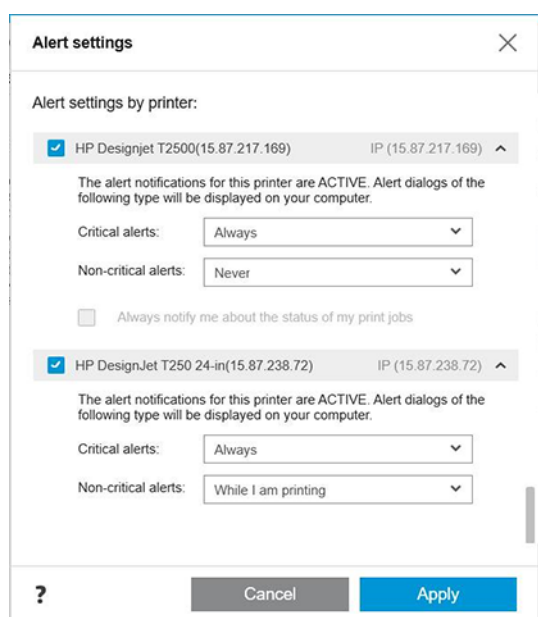 Alert settings
Alert settings by printer:
HP Designjet T2500(15.87.217.169) IP (15.87.217.169)
The alert notifications for this printer are ACTIVE. Alert dialogs of the
following type will be displayed on your computer.
Critical alerts: Always
Non-critical alerts: Never
Always notify me about the status of my print jobs
HP DesignJet T250 24-in(15.87.238.72) IP (15.87.238.72)
The alert notifications for this printer are ACTIVE. Alert dialogs of the
following type will be displayed on your computer.
Critical alerts: Always
Non-critical alerts: While I am printing
? Cancel Apply